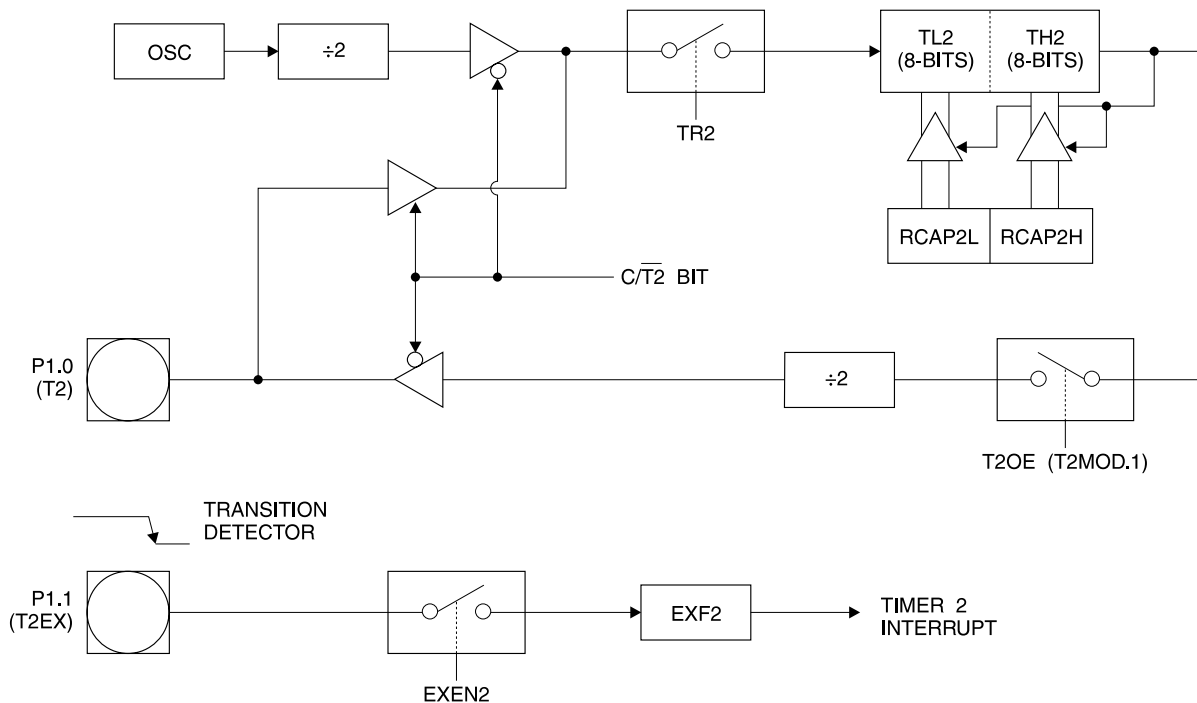 OSC
÷2
TR2
TL2
(8-BITS)
TH2
(8-BITS)
RCAP2L
RCAP2H
C/T2̅ BIT
P1.0
(T2)
÷2
T2OE (T2MOD.1)
TRANSITION
DETECTOR
P1.1
(T2EX)
EXEN2
EXF2
TIMER 2
INTERRUPT